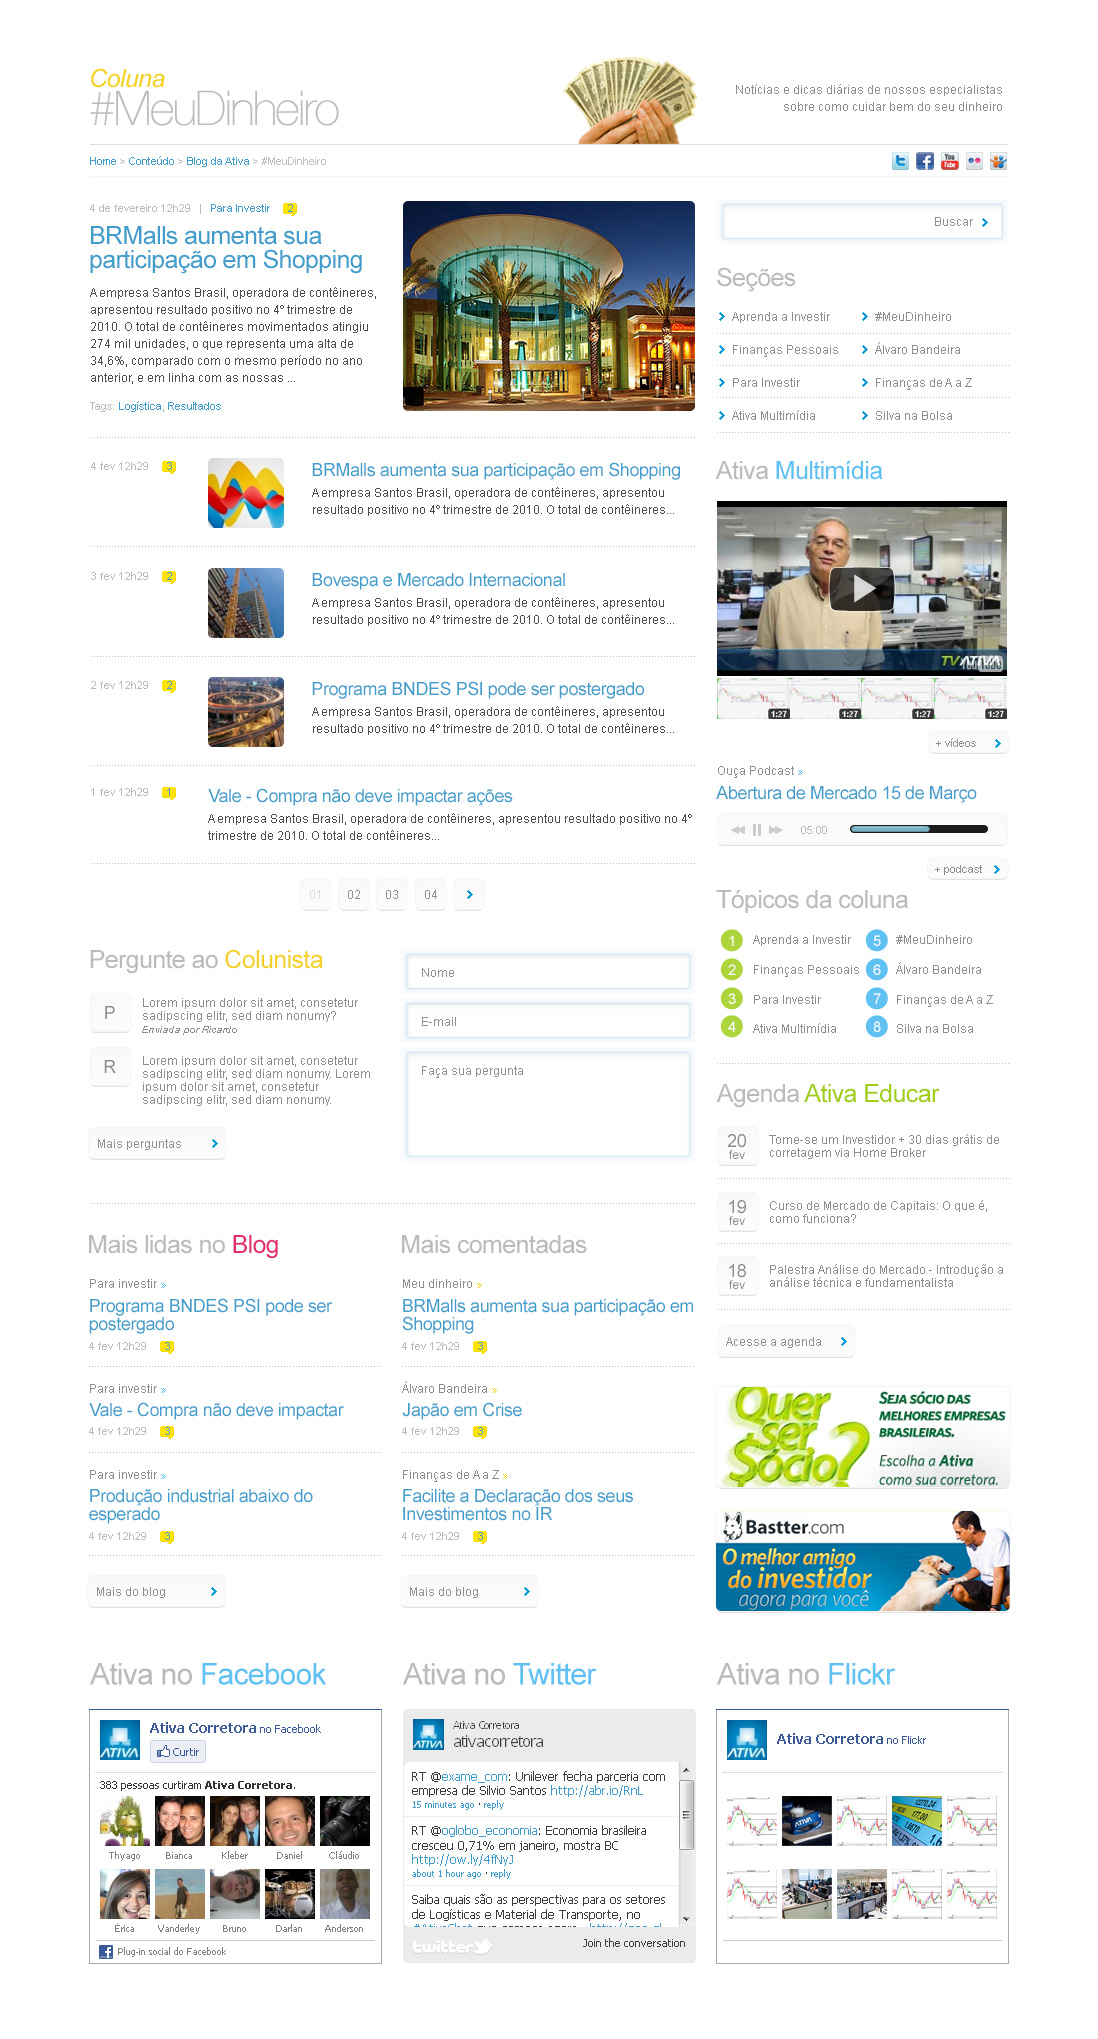 Coluna
#MeuDinheiro
Notícias e dicas diárias de nossos especialistas
sobre como cuidar bem do seu dinheiro
Home > Conteúdo > Blog da Ativa > #MeuDinheiro
You
Tube
4 de fevereiro 12h29 | Para Investir 2
BRMalls aumenta sua
participação em Shopping
A empresa Santos Brasil, operadora de contêineres,
apresentou resultado positivo no 4º trimestre de
2010. O total de contêineres movimentados atingiu
274 mil unidades, o que representa uma alta de
34,6%, comparado com o mesmo período no ano
anterior, e em linha com as nossas ...
Tags: Logística, Resultados
4 fev 12h29 3
BRMalls aumenta sua participação em Shopping
A empresa Santos Brasil, operadora de contêineres, apresentou
resultado positivo no 4º trimestre de 2010. O total de contêineres...
3 fev 12h29 2
Bovespa e Mercado Internacional
A empresa Santos Brasil, operadora de contêineres, apresentou
resultado positivo no 4º trimestre de 2010. O total de contêineres...
2 fev 12h29 2
Programa BNDES PSI pode ser postergado
A empresa Santos Brasil, operadora de contêineres, apresentou
resultado positivo no 4º trimestre de 2010. O total de contêineres...
1 fev 12h29 1
Vale - Compra não deve impactar ações
A empresa Santos Brasil, operadora de contêineres, apresentou resultado positivo no 4º
trimestre de 2010. O total de contêineres...
01 02 03 04
Pergunte ao Colunista
P
Lorem ipsum dolor sit amet, consetetur
sadipscing elitr, sed diam nonumy?
Enviada por Ricardo
R
Lorem ipsum dolor sit amet, consetetur
sadipscing elitr, sed diam nonumy. Lorem
ipsum dolor sit amet, consetetur
sadipscing elitr, sed diam nonumy.
Mais perguntas
Nome
E-mail
Faça sua pergunta
Mais lidas no Blog
Para investir »
Programa BNDES PSI pode ser
postergado
4 fev 12h29 3
Para investir »
Vale - Compra não deve impactar
4 fev 12h29 3
Para investir »
Produção industrial abaixo do
esperado
4 fev 12h29 3
Mais do blog
Mais comentadas
Meu dinheiro »
BRMalls aumenta sua participação em
Shopping
4 fev 12h29 3
Álvaro Bandeira »
Japão em Crise
4 fev 12h29 3
Finanças de A a Z »
Facilite a Declaração dos seus
Investimentos no IR
4 fev 12h29 3
Mais do blog
Buscar
Seções
Aprenda a Investir #MeuDinheiro
Finanças Pessoais Álvaro Bandeira
Para Investir Finanças de A a Z
Ativa Multimídia Silva na Bolsa
Ativa Multimídia
TVATIVA
1:27 1:27 1:27 1:27
+ vídeos
Ouça Podcast »
Abertura de Mercado 15 de Março
05:00
+ podcast
Tópicos da coluna
1 Aprenda a Investir 5 #MeuDinheiro
2 Finanças Pessoais 6 Álvaro Bandeira
3 Para Investir 7 Finanças de A a Z
4 Ativa Multimídia 8 Silva na Bolsa
Agenda Ativa Educar
20
fev
Torne-se um Investidor + 30 dias grátis de
corretagem via Home Broker
19
fev
Curso de Mercado de Capitais: O que é,
como funciona?
18
fev
Palestra Análise do Mercado - Introdução a
análise técnica e fundamentalista
Acesse a agenda
Quer
ser
Sócio?
SEJA SÓCIO DAS
MELHORES EMPRESAS
BRASILEIRAS.
Escolha a Ativa
como sua corretora.
Bastter.com
O melhor amigo
do investidor
agora para você
Ativa no Facebook
ATIVA
Ativa Corretora no Facebook
Curtir
383 pessoas curtiram Ativa Corretora.
Thyago Bianca Kleber Daniel Cláudio
Érica Vanderley Bruno Darlan Anderson
Plug-in social do Facebook
Ativa no Twitter
ATIVA
Ativa Corretora
ativacorretora
RT @exame_com: Unilever fecha parceria com
empresa de Silvio Santos http://abr.io/RnL
15 minutes ago · reply
RT @oglobo_economia: Economia brasileira
cresceu 0,71% em janeiro, mostra BC
http://ow.ly/4fNyJ
about 1 hour ago · reply
Saiba quais são as perspectivas para os setores
de Logísticas e Material de Transporte, no
twitter
Join the conversation
Ativa no Flickr
ATIVA
Ativa Corretora no Flickr